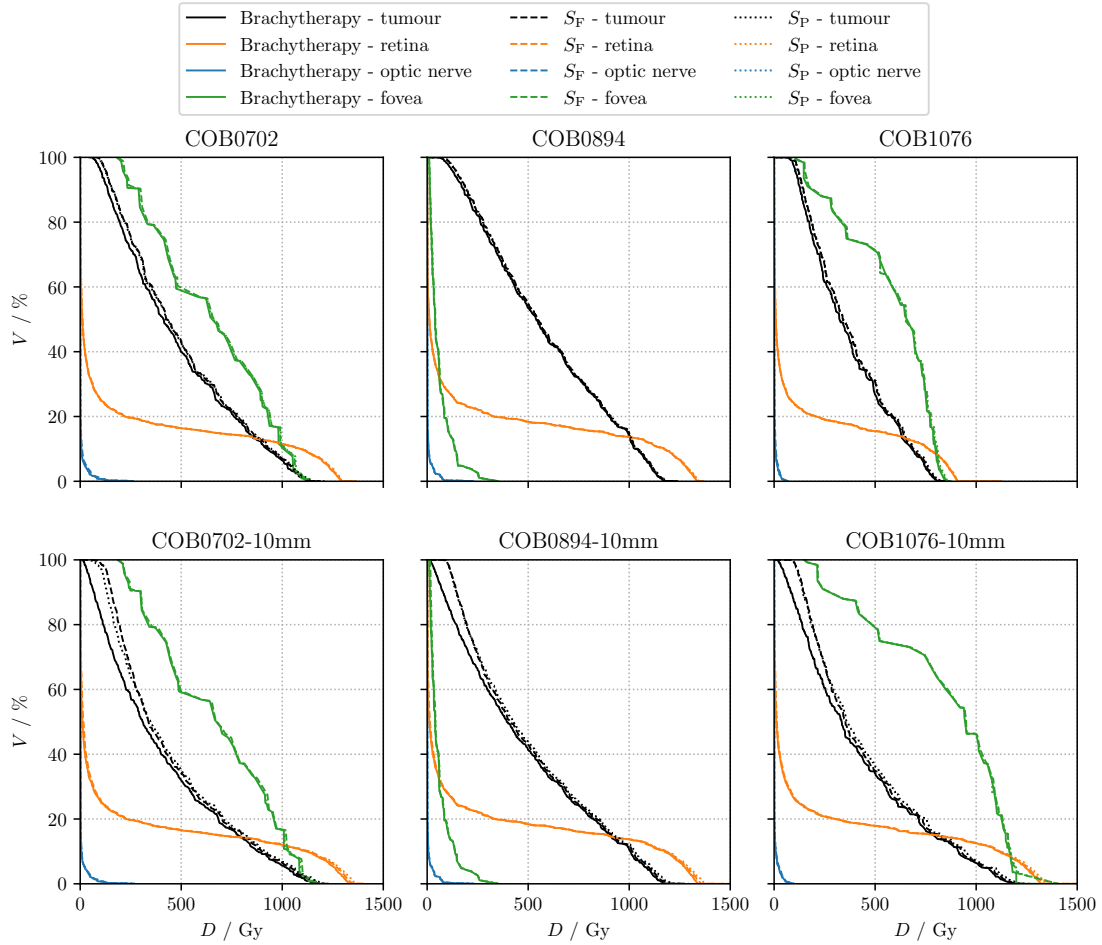 Brachytherapy - tumour S_F - tumour S_P - tumour
Brachytherapy - retina S_F - retina S_P - retina
Brachytherapy - optic nerve S_F - optic nerve S_P - optic nerve
Brachytherapy - fovea S_F - fovea S_P - fovea
COB0702 COB0894 COB1076
100
80
60
40
20
0
V / %
COB0702-10mm COB0894-10mm COB1076-10mm
100
80
60
40
20
0
V / %
0 500 1000 1500 0 500 1000 1500 0 500 1000 1500
D / Gy D / Gy D / Gy